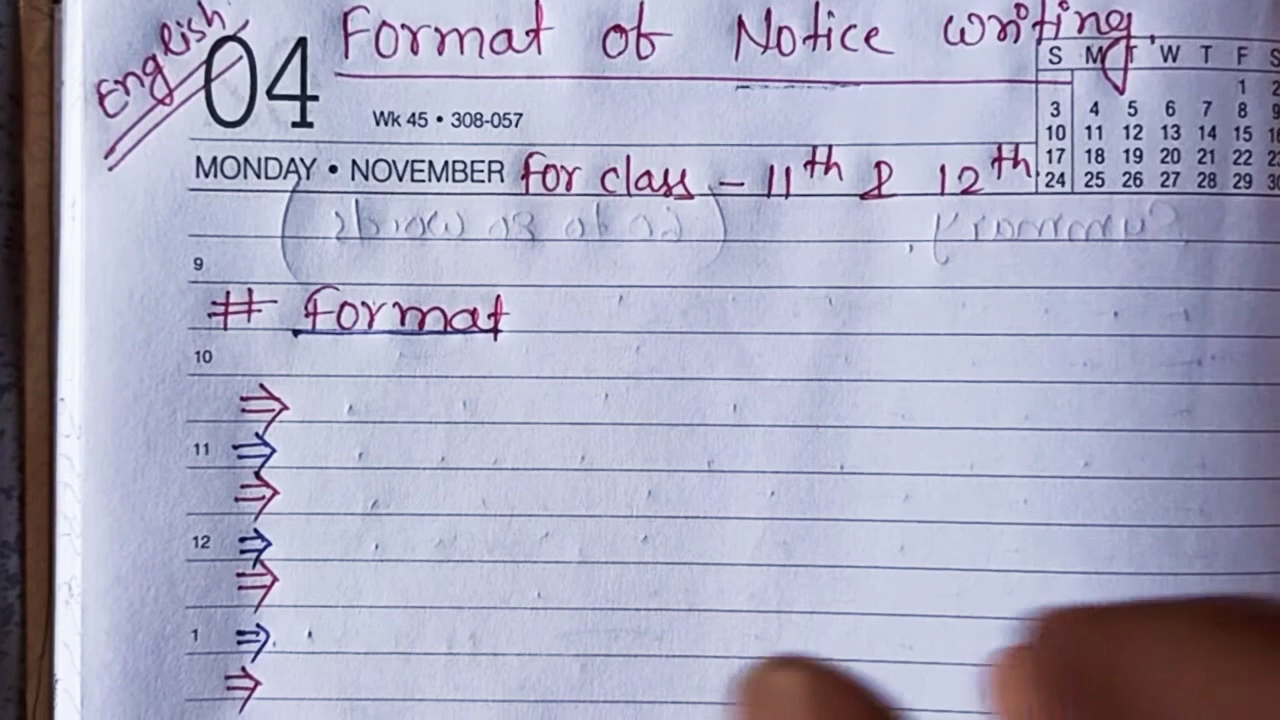 English
Format of Notice writing
04
Wk 45 • 308-057
S M T W T F S
1 2
3 4 5 6 7 8 9
10 11 12 13 14 15
17 18 19 20 21 22
24 25 26 27 28 29 30
MONDAY • NOVEMBER for class - 11th & 12th
9
# Format
10
⇒
11 ⇒
⇒
12 ⇒
⇒
1 ⇒
⇒